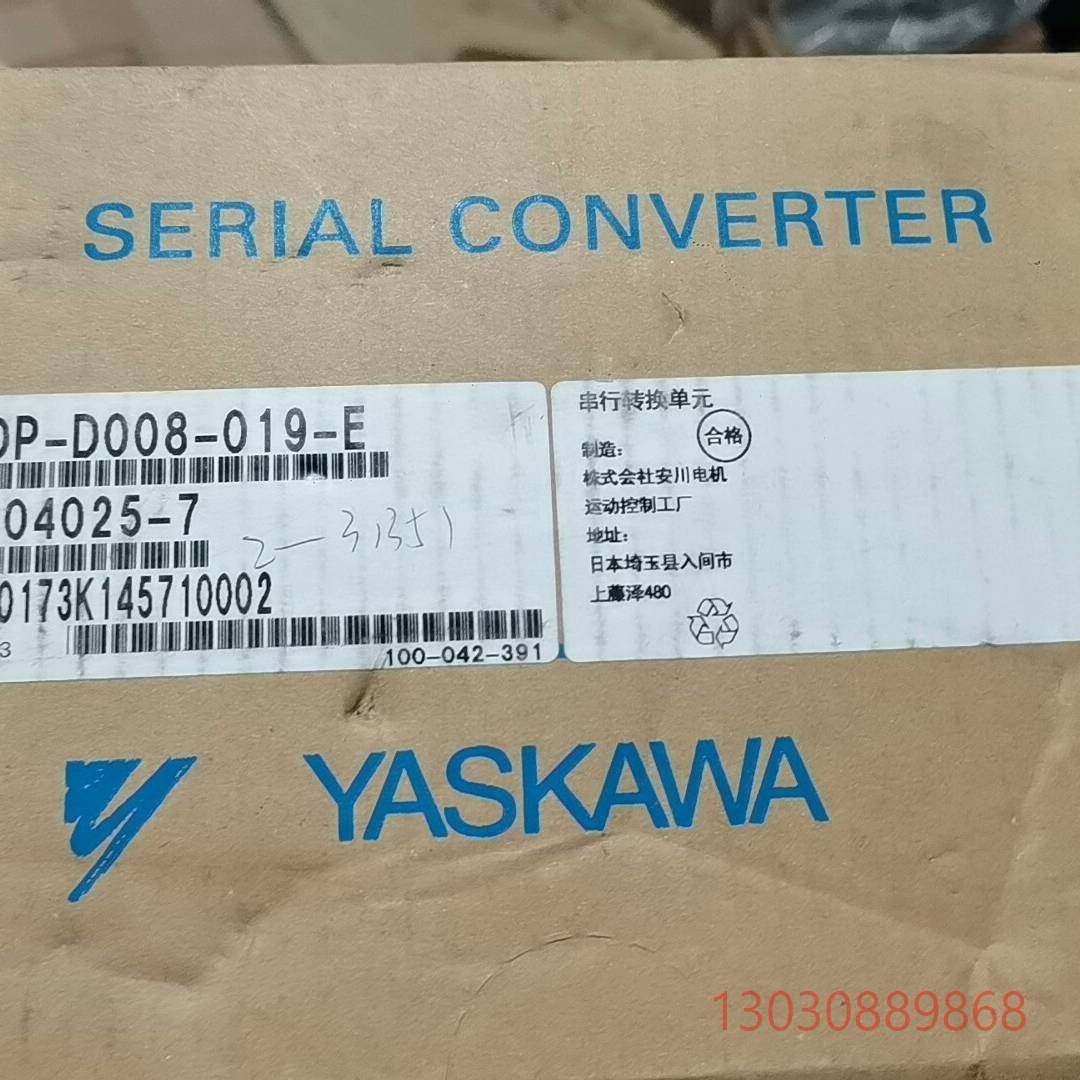 SERIAL CONVERTER
DP-D008-019-E
04025-7
2-31351
0173K145710002
3
100-042-391
串行转换单元
合格
制造:
株式会社安川电机
运动控制工厂
地址:
日本埼玉县入间市
上藤泽480
YASKAWA
13030889868